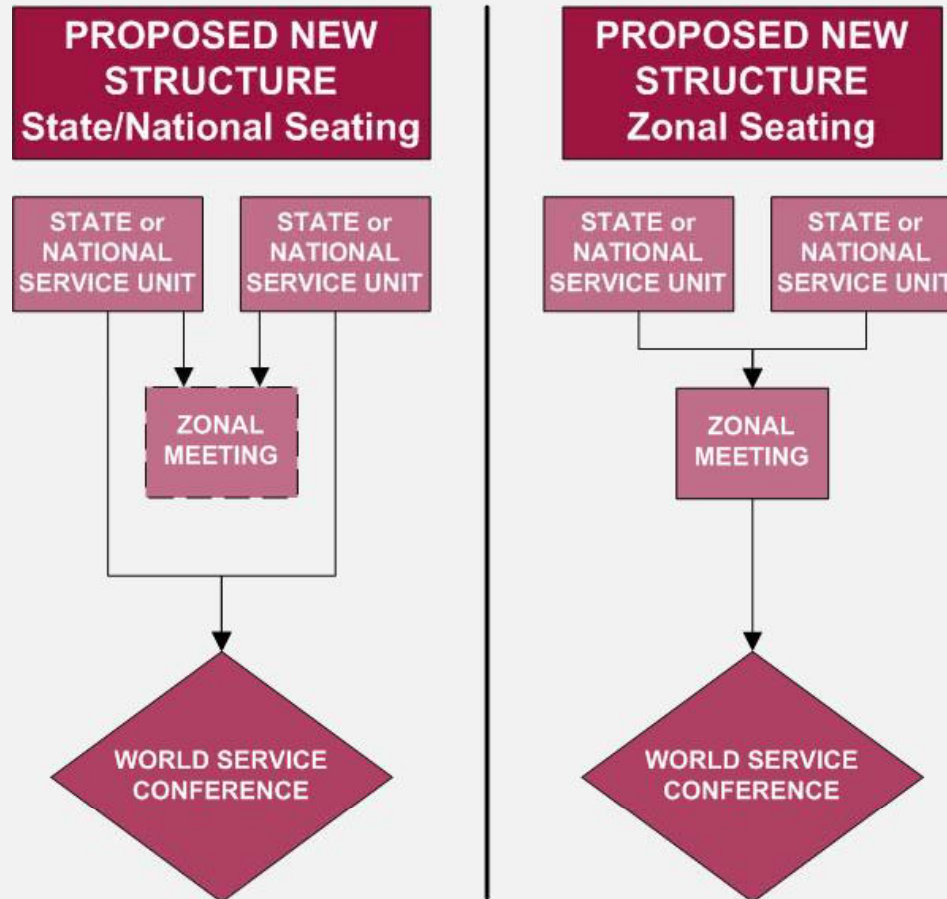 PROPOSED NEW
STRUCTURE
State/National Seating
STATE or
NATIONAL
SERVICE UNIT
STATE or
NATIONAL
SERVICE UNIT
ZONAL
MEETING
WORLD SERVICE
CONFERENCE
PROPOSED NEW
STRUCTURE
Zonal Seating
STATE or
NATIONAL
SERVICE UNIT
STATE or
NATIONAL
SERVICE UNIT
ZONAL
MEETING
WORLD SERVICE
CONFERENCE